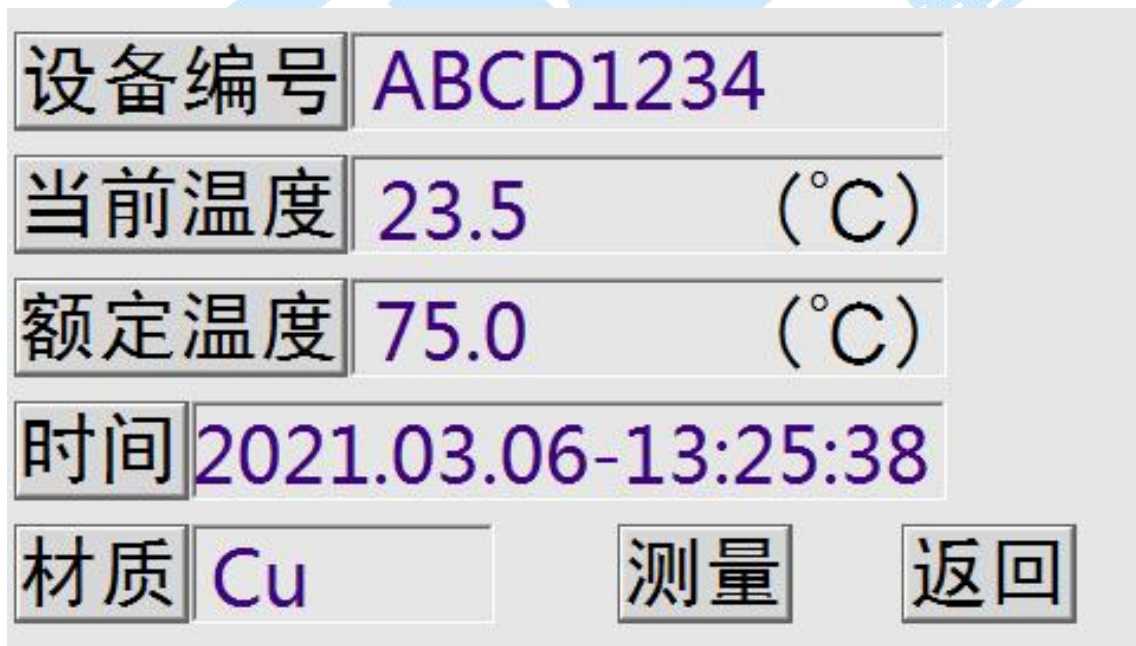 设备编号 ABCD1234
当前温度 23.5 (℃)
额定温度 75.0 (℃)
时间 2021.03.06-13:25:38
材质 Cu 测量 返回